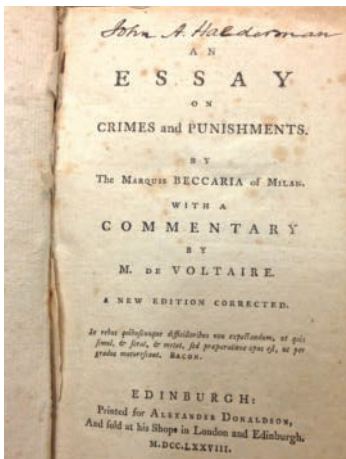 John A. Halderman
AN
ESSAY
ON
CRIMES and PUNISHMENTS.
BY
The MARQUIS BECCARIA of MILAN.
WITH A
COMMENTARY
BY
M. DE VOLTAIRE.
A NEW EDITION CORRECTED.
In rebus quibuscunque difficilioribus non expectandum, ut quis
simul, & serat, & metat, sed præparatione opus est, ut per
gradus maturescant. BACON.
EDINBURGH:
Printed for ALEXANDER DONALDSON,
And sold at his Shops in London and Edinburgh.
M.DCC.LXXVIII.